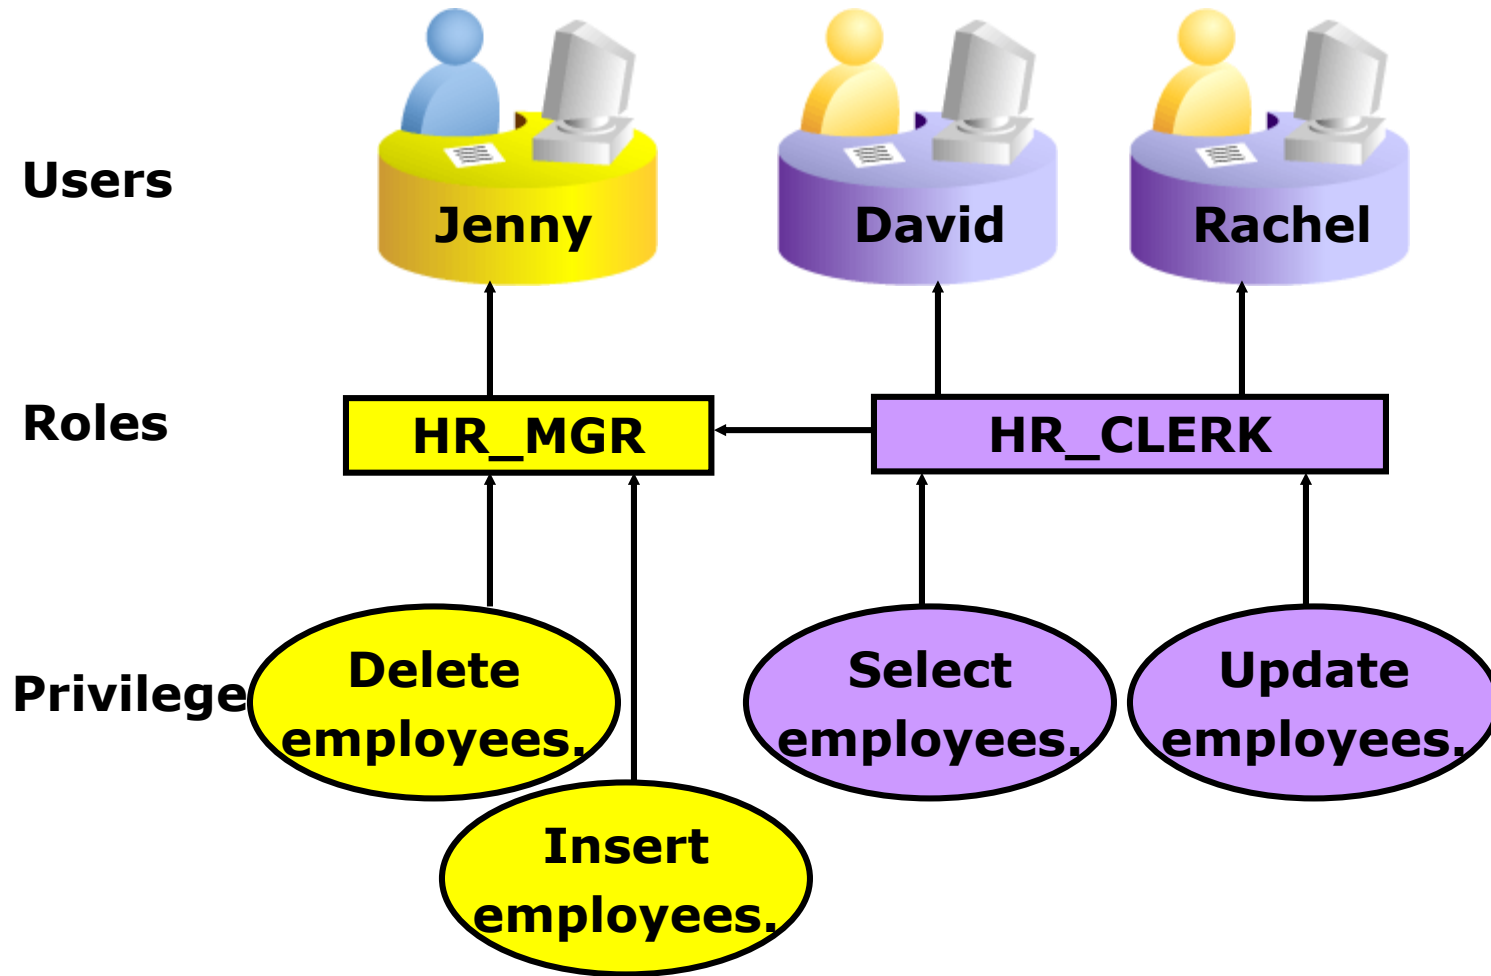 Users
Jenny
David
Rachel
Roles
HR_MGR
HR_CLERK
Privilege
Delete
employees.
Select
employees.
Update
employees.
Insert
employees.